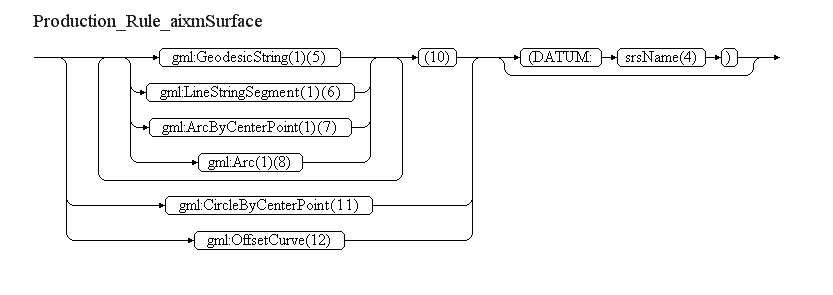 Production_Rule_aixmSurface
gml:GeodesicString(1)(5) (10) (DATUM: srsName(4) )
gml:LineStringSegment(1)(6)
gml:ArcByCenterPoint(1)(7)
gml:Arc(1)(8)
gml:CircleByCenterPoint(11)
gml:OffsetCurve(12)